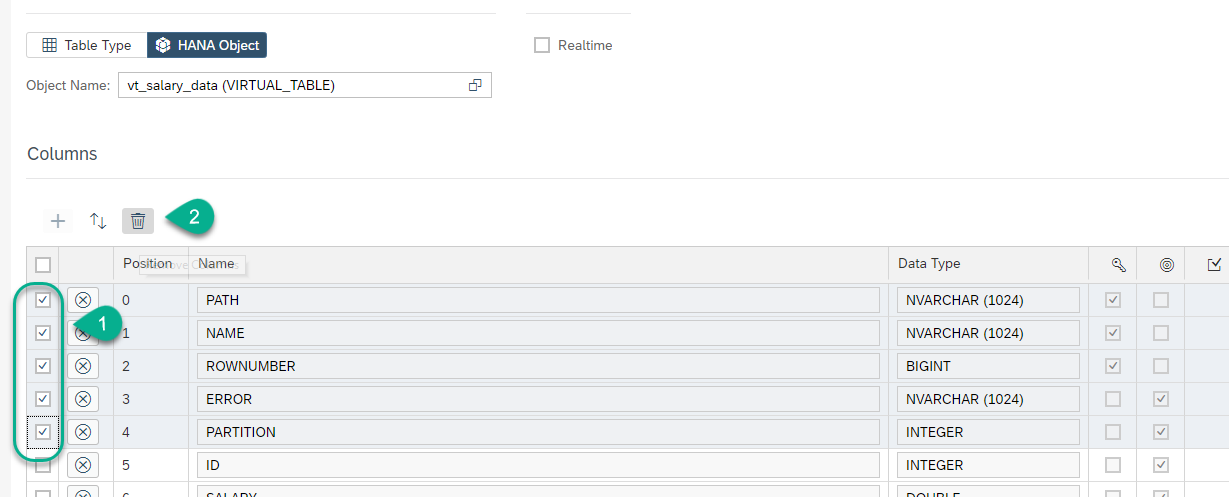 Table Type HANA Object Realtime
Object Name: vt_salary_data (VIRTUAL_TABLE)
Columns
2
Position Name Data Type
Remove Columns
0 PATH NVARCHAR (1024)
1
1 NAME NVARCHAR (1024)
2 ROWNUMBER BIGINT
3 ERROR NVARCHAR (1024)
4 PARTITION INTEGER
5 ID INTEGER
6 SALARY DOUBLE